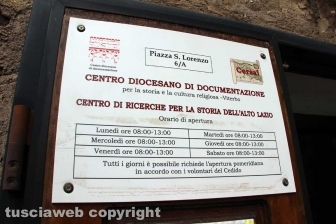 Piazza S. Lorenzo
6/A
CENTRO DIOCESANO DI DOCUMENTAZIONE
per la storia e la cultura religiosa -Viterbo
CENTRO DI RICERCHE PER LA STORIA DELL'ALTO LAZIO
Orario di apertura
Lunedì ore 08:00-13:00 Martedì ore 08:00-13:00
Mercoledì ore 08:00-13:00 Giovedì ore 08:00-13:00
Venerdì ore 08:00-13:00 Sabato ore 08:00-13:00
Tutti i giorni è possibile richiedere l'apertura pomeridiana
in accordo con i volontari del Cedido
tusciaweb copyright